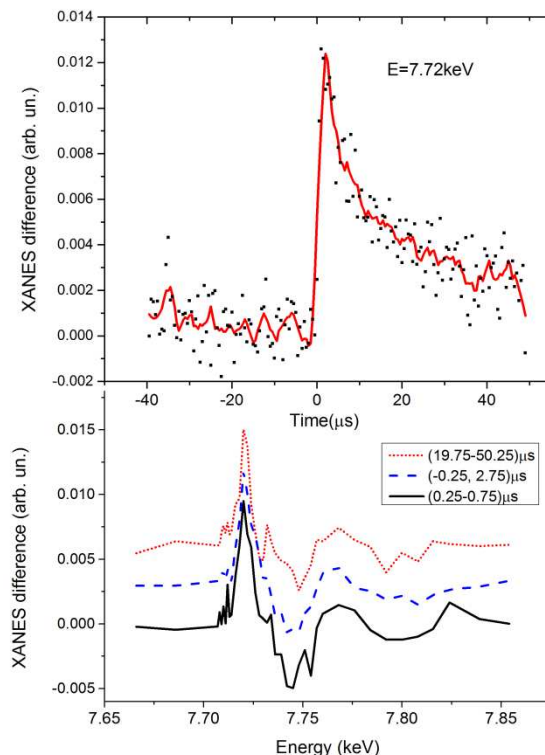 0.014
0.012
0.010
0.008
0.006
0.004
0.002
0.000
-0.002
XANES difference (arb. un.)
E=7.72keV
-40 -20 0 20 40
Time(μs)
0.015
0.010
0.005
0.000
-0.005
XANES difference (arb. un.)
(19.75-50.25)μs
(-0.25, 2.75)μs
(0.25-0.75)μs
7.65 7.70 7.75 7.80 7.85
Energy (keV)